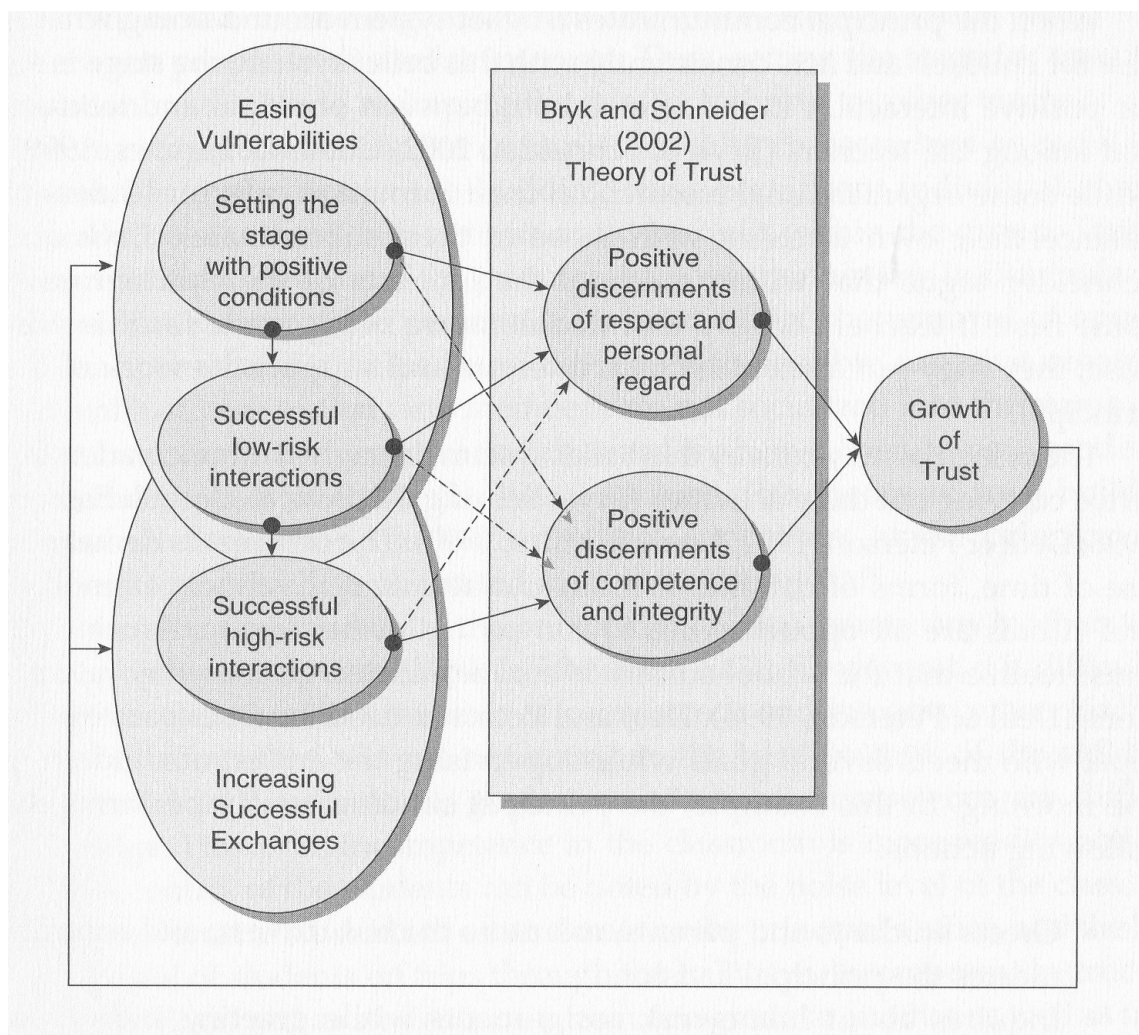 Easing
Vulnerabilities
Setting the
stage
with positive
conditions
Successful
low-risk
interactions
Successful
high-risk
interactions
Increasing
Successful
Exchanges
Bryk and Schneider
(2002)
Theory of Trust
Positive
discernments
of respect and
personal
regard
Positive
discernments
of competence
and integrity
Growth
of
Trust